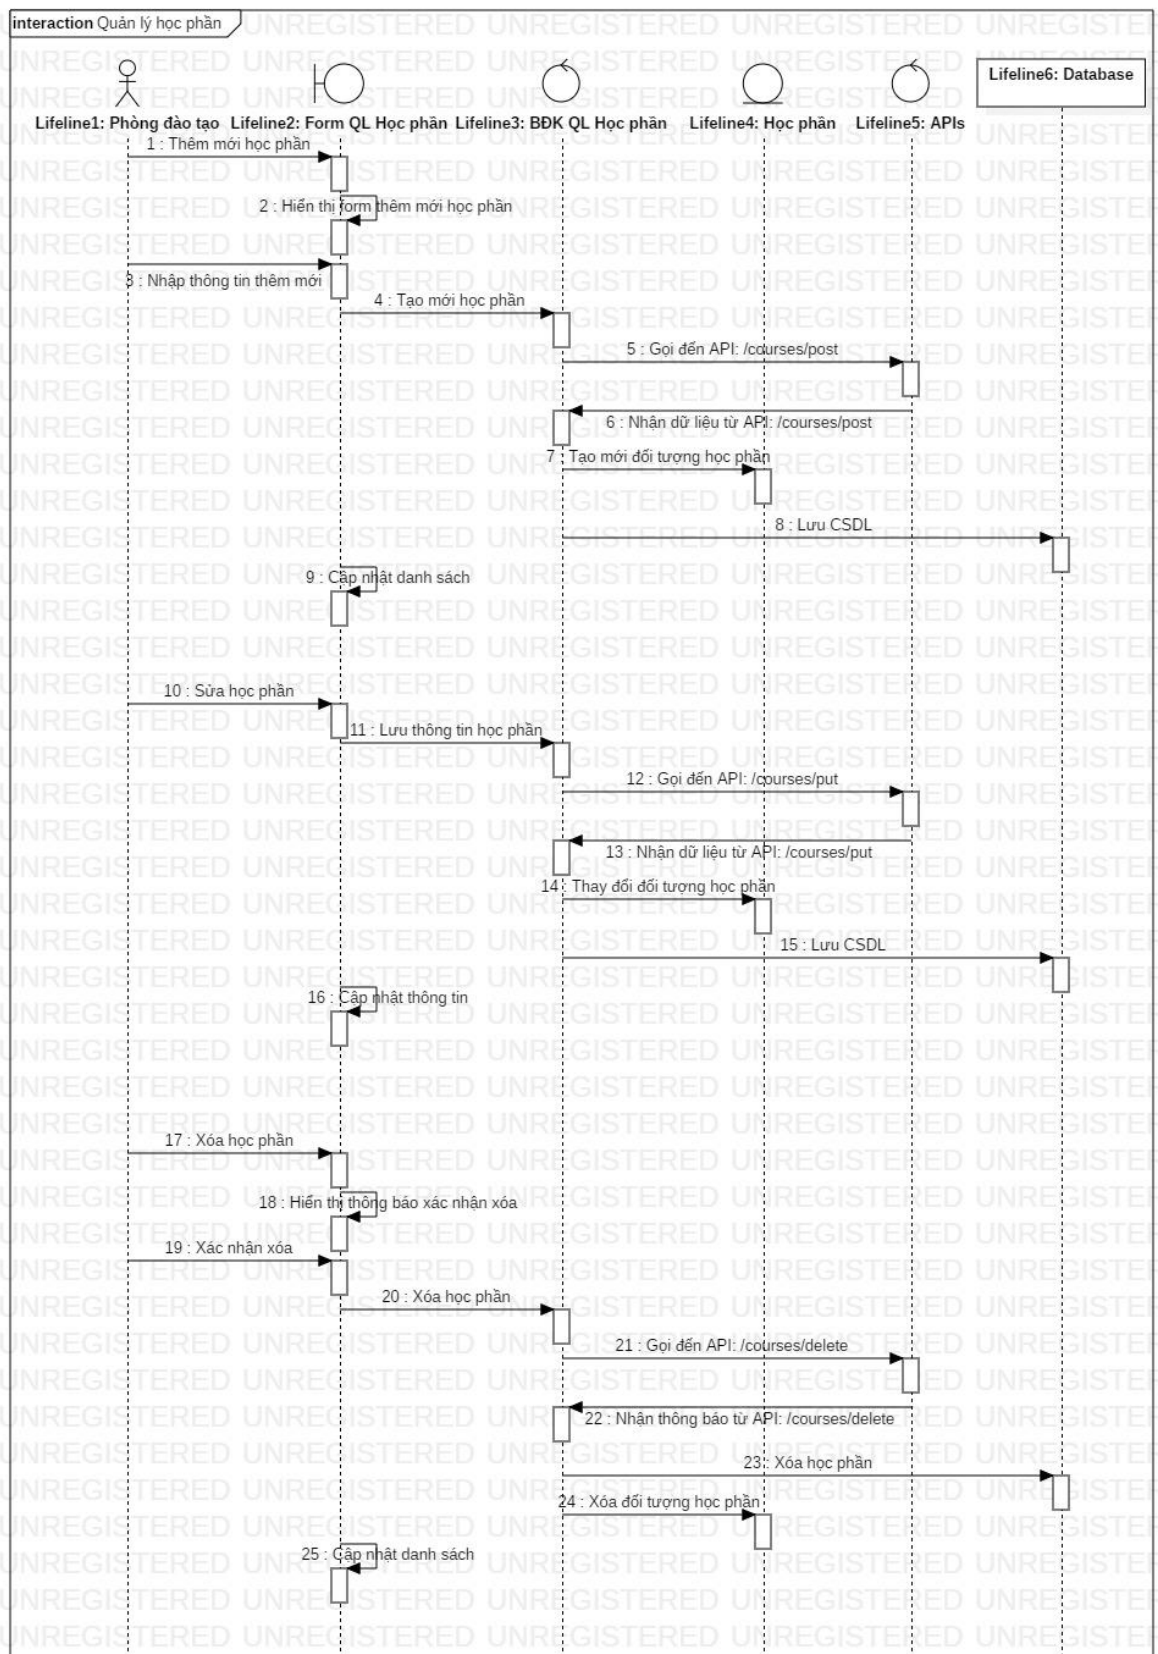 interaction Quản lý học phần
Lifeline6: Database
Lifeline1: Phòng đào tạo
Lifeline2: Form QL Học phần
Lifeline3: BĐK QL Học phần
Lifeline4: Học phần
Lifeline5: APIs
1 : Thêm mới học phần
2 : Hiển thị form thêm mới học phần
3 : Nhập thông tin thêm mới
4 : Tạo mới học phần
5 : Gọi đến API: /courses/post
6 : Nhận dữ liệu từ API: /courses/post
7 : Tạo mới đối tượng học phần
8 : Lưu CSDL
9 : Cập nhật danh sách
10 : Sửa học phần
11 : Lưu thông tin học phần
12 : Gọi đến API: /courses/put
13 : Nhận dữ liệu từ API: /courses/put
14 : Thay đổi đối tượng học phần
15 : Lưu CSDL
16 : Cập nhật thông tin
17 : Xóa học phần
18 : Hiển thị thông báo xác nhận xóa
19 : Xác nhận xóa
20 : Xóa học phần
21 : Gọi đến API: /courses/delete
22 : Nhận thông báo từ API: /courses/delete
23 : Xóa học phần
24 : Xóa đối tượng học phần
25 : Cập nhật danh sách
UNREGISTERED